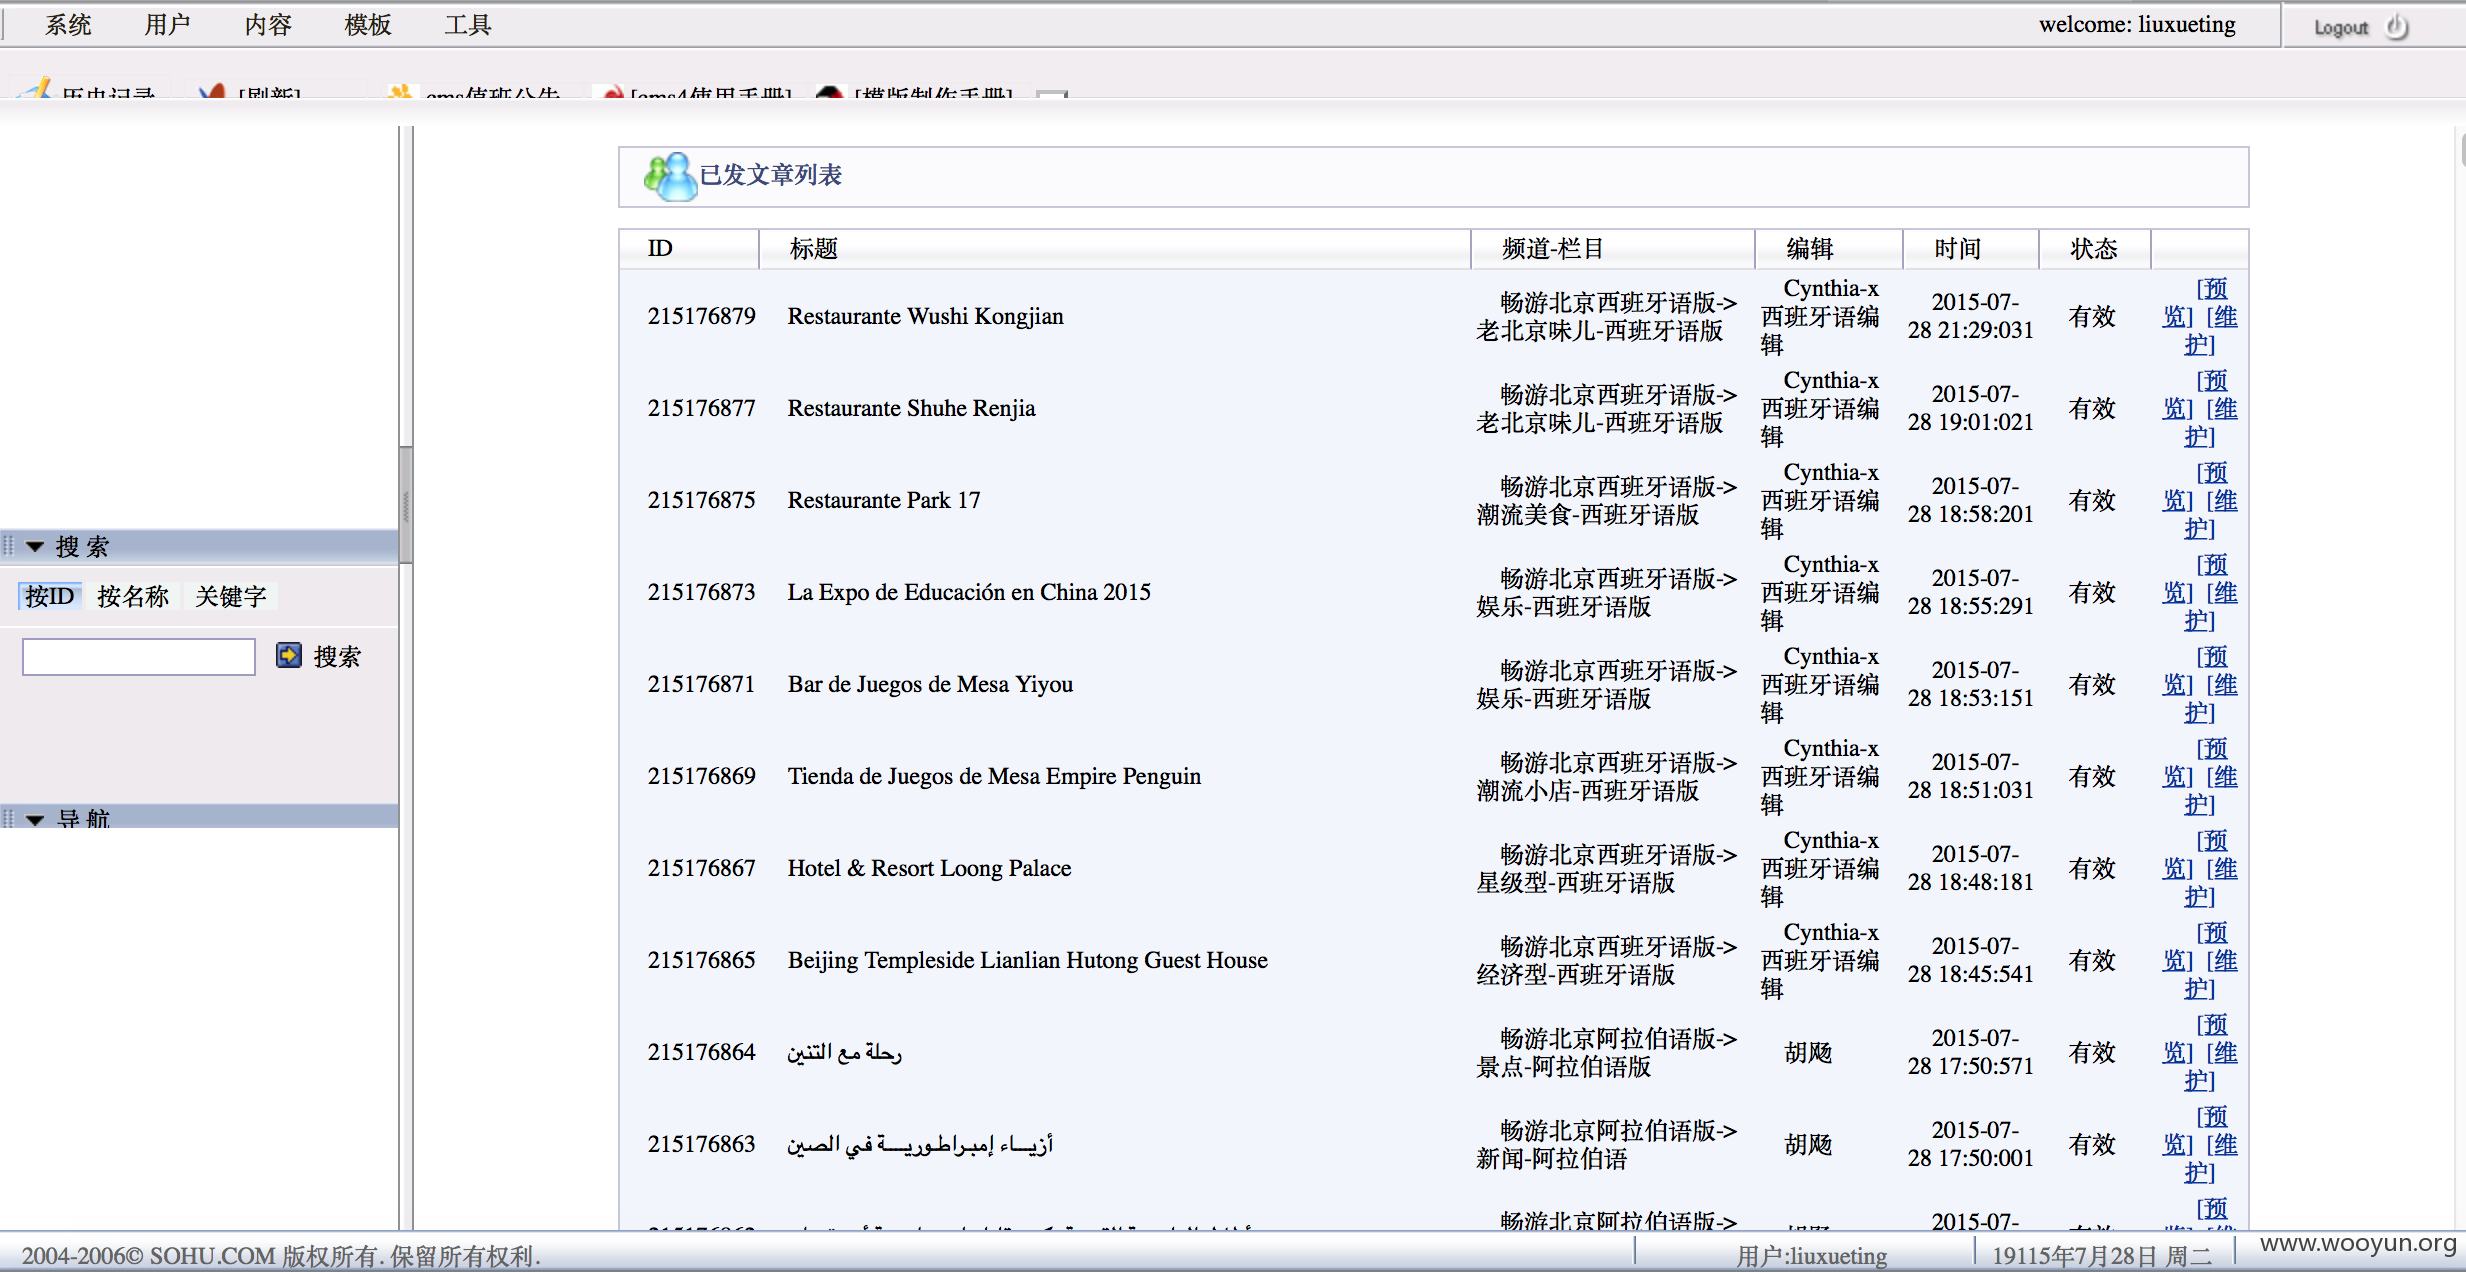 系统 用户 内容 模板 工具 welcome: liuxueting Logout
历史记录 [刷新] cms值班公告 [cms4使用手册] [模版制作手册]
已发文章列表
ID 标题 频道-栏目 编辑 时间 状态
215176879 Restaurante Wushi Kongjian 畅游北京西班牙语版-> 老北京味儿-西班牙语版 Cynthia-x 西班牙语编辑 2015-07-28 21:29:031 有效 [预览] [维护]
215176877 Restaurante Shuhe Renjia 畅游北京西班牙语版-> 老北京味儿-西班牙语版 Cynthia-x 西班牙语编辑 2015-07-28 19:01:021 有效 [预览] [维护]
215176875 Restaurante Park 17 畅游北京西班牙语版-> 潮流美食-西班牙语版 Cynthia-x 西班牙语编辑 2015-07-28 18:58:201 有效 [预览] [维护]
215176873 La Expo de Educación en China 2015 畅游北京西班牙语版-> 娱乐-西班牙语版 Cynthia-x 西班牙语编辑 2015-07-28 18:55:291 有效 [预览] [维护]
215176871 Bar de Juegos de Mesa Yiyou 畅游北京西班牙语版-> 娱乐-西班牙语版 Cynthia-x 西班牙语编辑 2015-07-28 18:53:151 有效 [预览] [维护]
215176869 Tienda de Juegos de Mesa Empire Penguin 畅游北京西班牙语版-> 潮流小店-西班牙语版 Cynthia-x 西班牙语编辑 2015-07-28 18:51:031 有效 [预览] [维护]
215176867 Hotel & Resort Loong Palace 畅游北京西班牙语版-> 星级型-西班牙语版 Cynthia-x 西班牙语编辑 2015-07-28 18:48:181 有效 [预览] [维护]
215176865 Beijing Templeside Lianlian Hutong Guest House 畅游北京西班牙语版-> 经济型-西班牙语版 Cynthia-x 西班牙语编辑 2015-07-28 18:45:541 有效 [预览] [维护]
215176864 رحلة مع التنين 畅游北京阿拉伯语版-> 景点-阿拉伯语版 胡飏 2015-07-28 17:50:571 有效 [预览] [维护]
215176863 أزيـــاء إمبـراطـوريـــــة فـي الصين 畅游北京阿拉伯语版-> 新闻-阿拉伯语 胡飏 2015-07-28 17:50:001 有效 [预览] [维护]
畅游北京阿拉伯语版-> 2015-07- [预
搜 索
按ID 按名称 关键字
搜索
导 航
2004-2006© SOHU.COM 版权所有. 保留所有权利. 用户:liuxueting 19115年7月28日 周二
www.wooyun.org